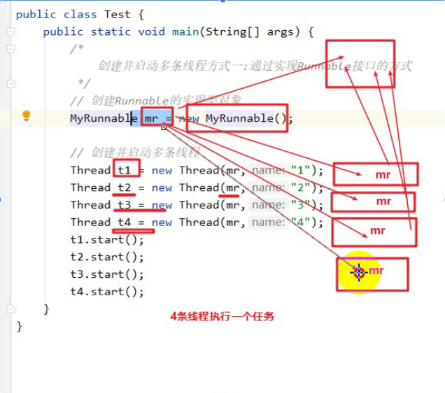 public class Test {
public static void main(String[] args) {
/*
创建并启动多条线程方式一:通过实现Runnable接口的方式
*/
// 创建Runnable的实现类对象
MyRunnable mr = new MyRunnable();
// 创建并启动多条线程
Thread t1 = new Thread(mr, name: "1"); mr
Thread t2 = new Thread(mr, name: "2"); mr
Thread t3 = new Thread(mr, name: "3");
Thread t4 = new Thread(mr, name: "4"); mr
t1.start();
t2.start();
t3.start(); mr
t4.start();
4条线程执行一个任务
}
}